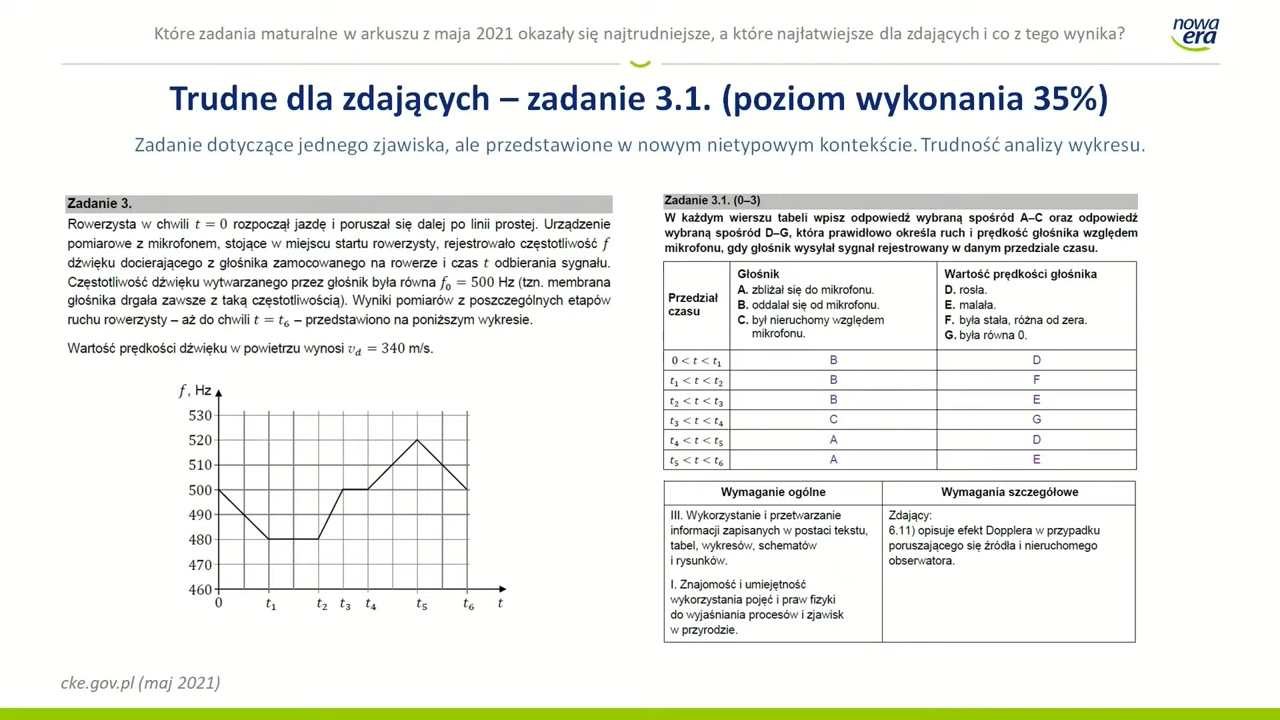 Które zadania maturalne w arkuszu z maja 2021 okazały się najtrudniejsze, a które najłatwiejsze dla zdających i co z tego wynika?
nowa
era
Trudne dla zdających – zadanie 3.1. (poziom wykonania 35%)
Zadanie dotyczące jednego zjawiska, ale przedstawione w nowym nietypowym kontekście. Trudność analizy wykresu.
Zadanie 3.
Rowerzysta w chwili t = 0 rozpoczął jazdę i poruszał się dalej po linii prostej. Urządzenie
pomiarowe z mikrofonem, stojące w miejscu startu rowerzysty, rejestrowało częstotliwość f
dźwięku docierającego z głośnika zamocowanego na rowerze i czas t odbierania sygnału.
Częstotliwość dźwięku wytwarzanego przez głośnik była równa f₀ = 500 Hz (tzn. membrana
głośnika drgała zawsze z taką częstotliwością). Wyniki pomiarów z poszczególnych etapów
ruchu rowerzysty – aż do chwili t = t₆ – przedstawiono na poniższym wykresie.
Wartość prędkości dźwięku w powietrzu wynosi v_d = 340 m/s.
f, Hz
530
520
510
500
490
480
470
460
0 t₁ t₂ t₃ t₄ t₅ t₆ t
Zadanie 3.1. (0–3)
W każdym wierszu tabeli wpisz odpowiedź wybraną spośród A–C oraz odpowiedź
wybraną spośród D–G, która prawidłowo określa ruch i prędkość głośnika względem
mikrofonu, gdy głośnik wysyłał sygnał rejestrowany w danym przedziale czasu.
Przedział
czasu
Głośnik
A. zbliżał się do mikrofonu.
B. oddalał się od mikrofonu.
C. był nieruchomy względem
mikrofonu.
Wartość prędkości głośnika
D. rosła.
E. malała.
F. była stała, różna od zera.
G. była równa 0.
0 < t < t₁ B D
t₁ < t < t₂ B F
t₂ < t < t₃ B E
t₃ < t < t₄ C G
t₄ < t < t₅ A D
t₅ < t < t₆ A E
Wymaganie ogólne
Wymagania szczegółowe
III. Wykorzystanie i przetwarzanie
informacji zapisanych w postaci tekstu,
tabel, wykresów, schematów
i rysunków.
I. Znajomość i umiejętność
wykorzystania pojęć i praw fizyki
do wyjaśniania procesów i zjawisk
w przyrodzie.
Zdający:
6.11) opisuje efekt Dopplera w przypadku
poruszającego się źródła i nieruchomego
obserwatora.
cke.gov.pl (maj 2021)